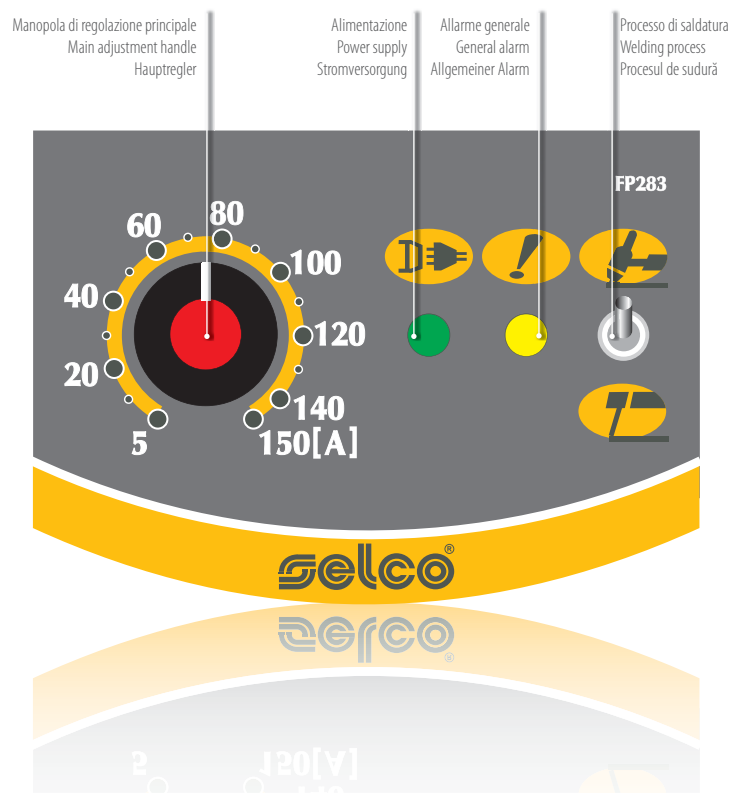 Manopola di regolazione principale
Main adjustment handle
Hauptregler
Alimentazione
Power supply
Stromversorgung
Allarme generale
General alarm
Allgemeiner Alarm
Processo di saldatura
Welding process
Procesul de sudură
FP283
5
20
40
60
80
100
120
140
150[A]
selco®